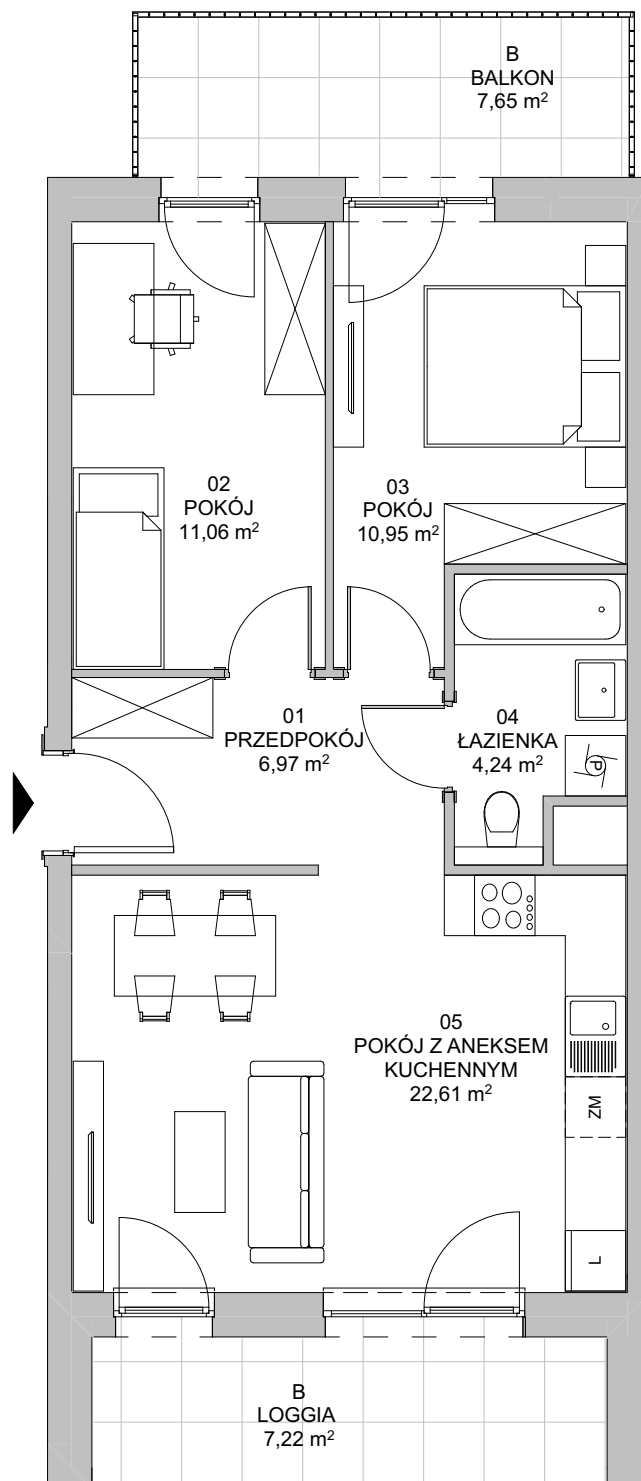 B
BALKON
7,65 m²
02
POKÓJ
11,06 m²
03
POKÓJ
10,95 m²
01
PRZEDPOKÓJ
6,97 m²
04
ŁAZIENKA
4,24 m²
P
05
POKÓJ Z ANEKSEM
KUCHENNYM
22,61 m²
ZM
L
B
LOGGIA
7,22 m²